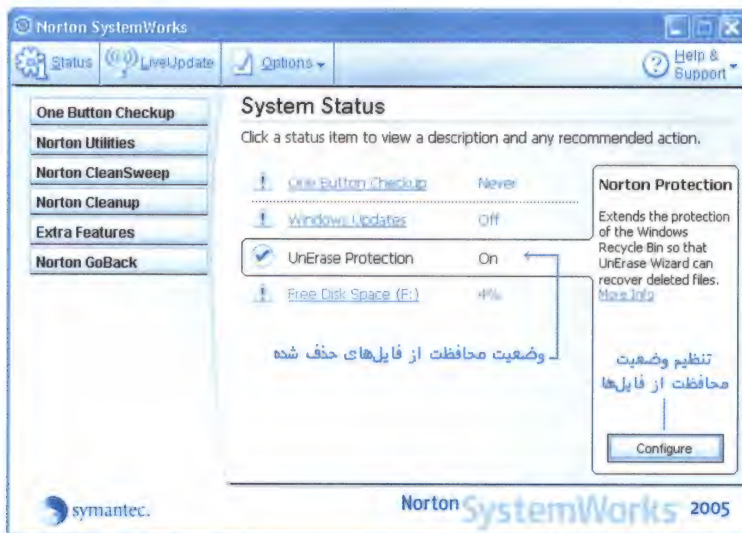 Norton SystemWorks
Status
LiveUpdate
Options
Help &
Support
One Button Checkup
Norton Utilities
Norton CleanSweep
Norton Cleanup
Extra Features
Norton GoBack
System Status
Click a status item to view a description and any recommended action.
One Button Checkup Never
Windows Updates Off
UnErase Protection On
Free Disk Space (F:) 4%
وضعیت محافظت از فایل‌های حذف شده
Norton Protection
Extends the protection
of the Windows
Recycle Bin so that
UnErase Wizard can
recover deleted files.
More Info
تنظیم وضعیت
محافظت از فایل‌ها
Configure
symantec.
Norton SystemWorks 2005